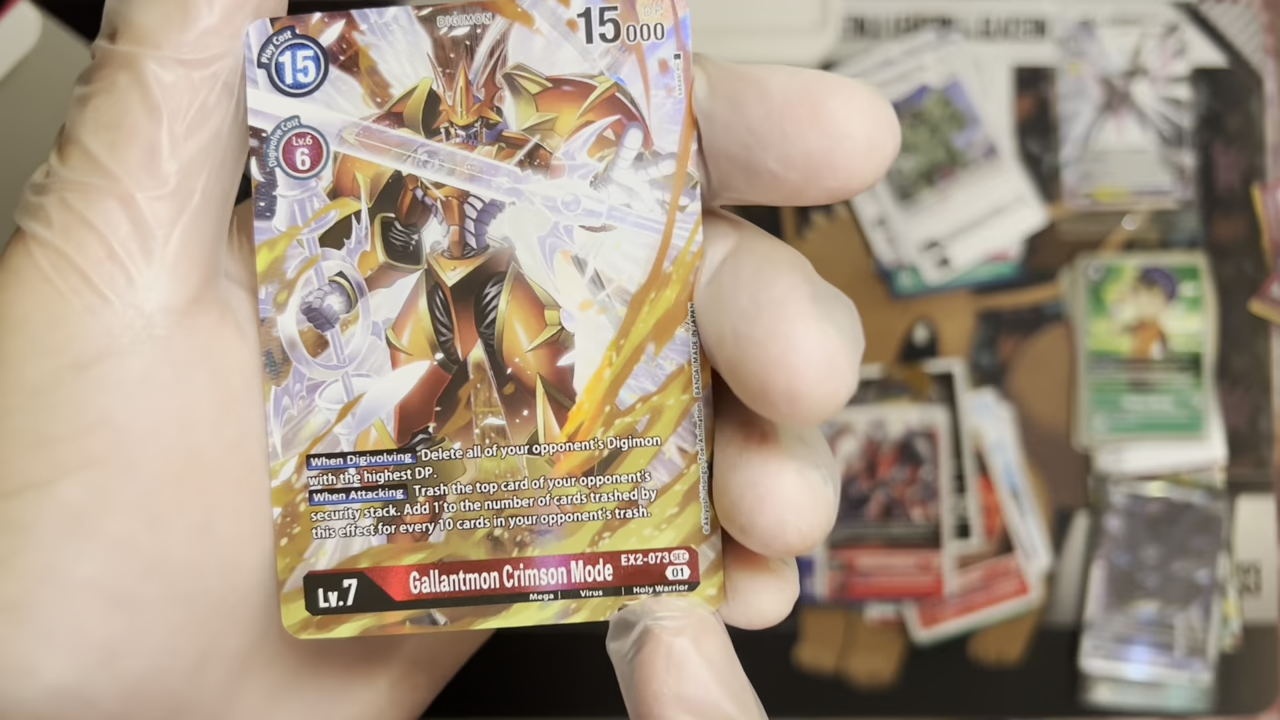 DIGIMON
15000
Play Cost
15
Digivolve Cost
Lv.6
6
When Digivolving Delete all of your opponent's Digimon
with the highest DP.
When Attacking Trash the top card of your opponent's
security stack. Add 1 to the number of cards trashed by
this effect for every 10 cards in your opponent's trash.
EX2-073 SEC
01
Lv.7 Gallantmon Crimson Mode
Mega | Virus | Holy Warrior
BANDAI MADE IN JAPAN